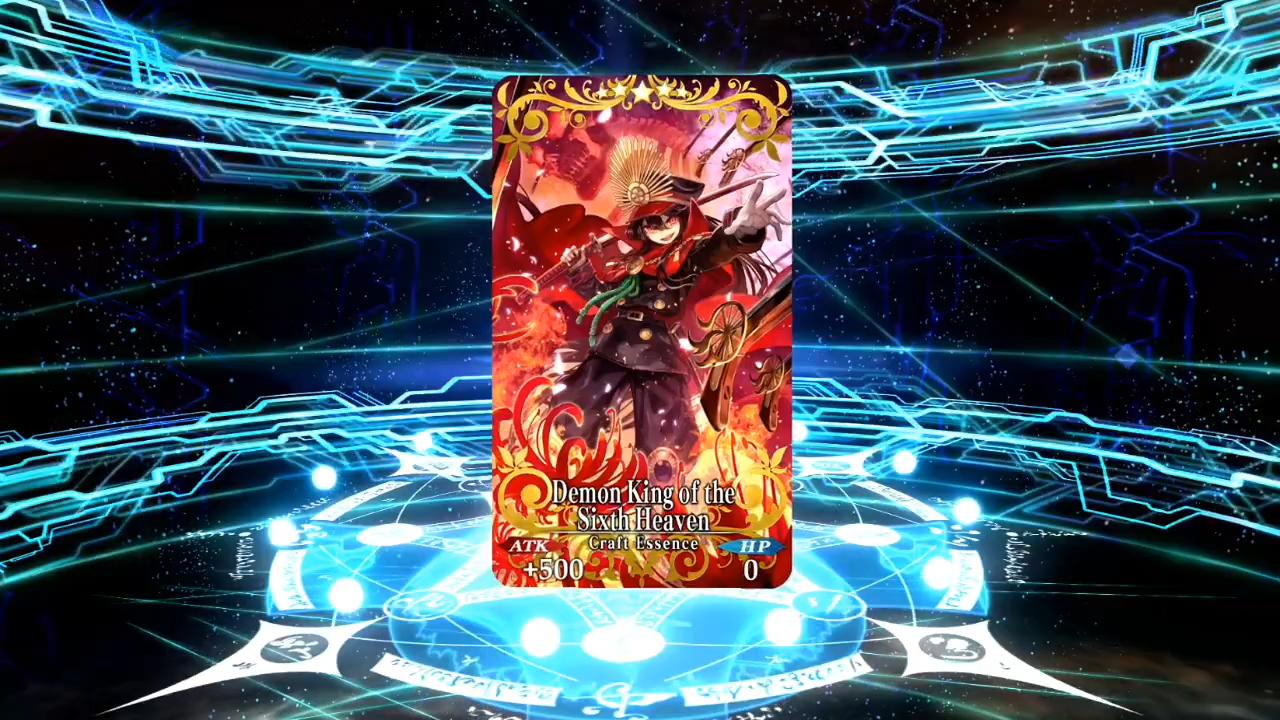 Demon King of the
Sixth Heaven
Craft Essence
ATK HP
+500 0